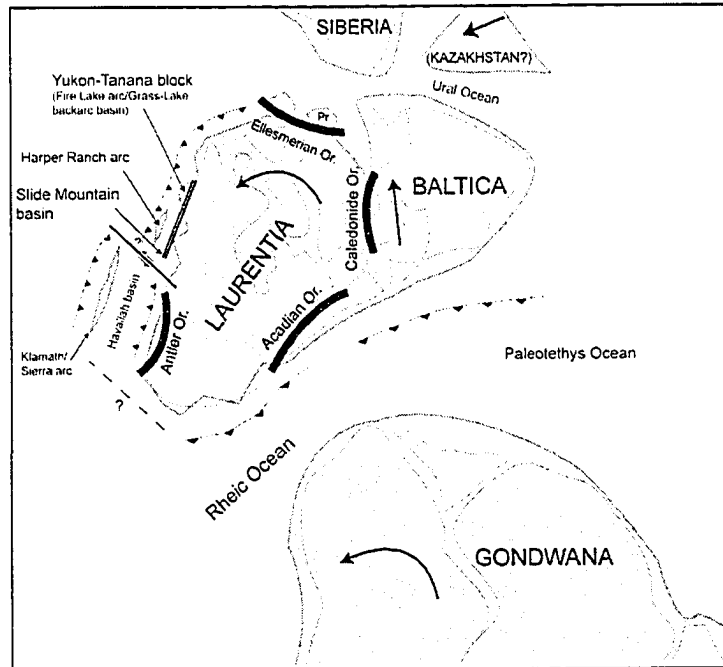 SIBERIA
(KAZAKHSTAN?)
Ural Ocean
Yukon-Tanana block
(Fire Lake arc/Grass-Lake
backarc basin)
Pr
Ellesmerian Or.
Harper Ranch arc
Slide Mountain
basin
BALTICA
Caledonide Or.
LAURENTIA
?
Havallah basin
Antler Or.
Acadian Or.
Klamath/
Sierra arc
Paleotethys Ocean
?
Rheic Ocean
GONDWANA